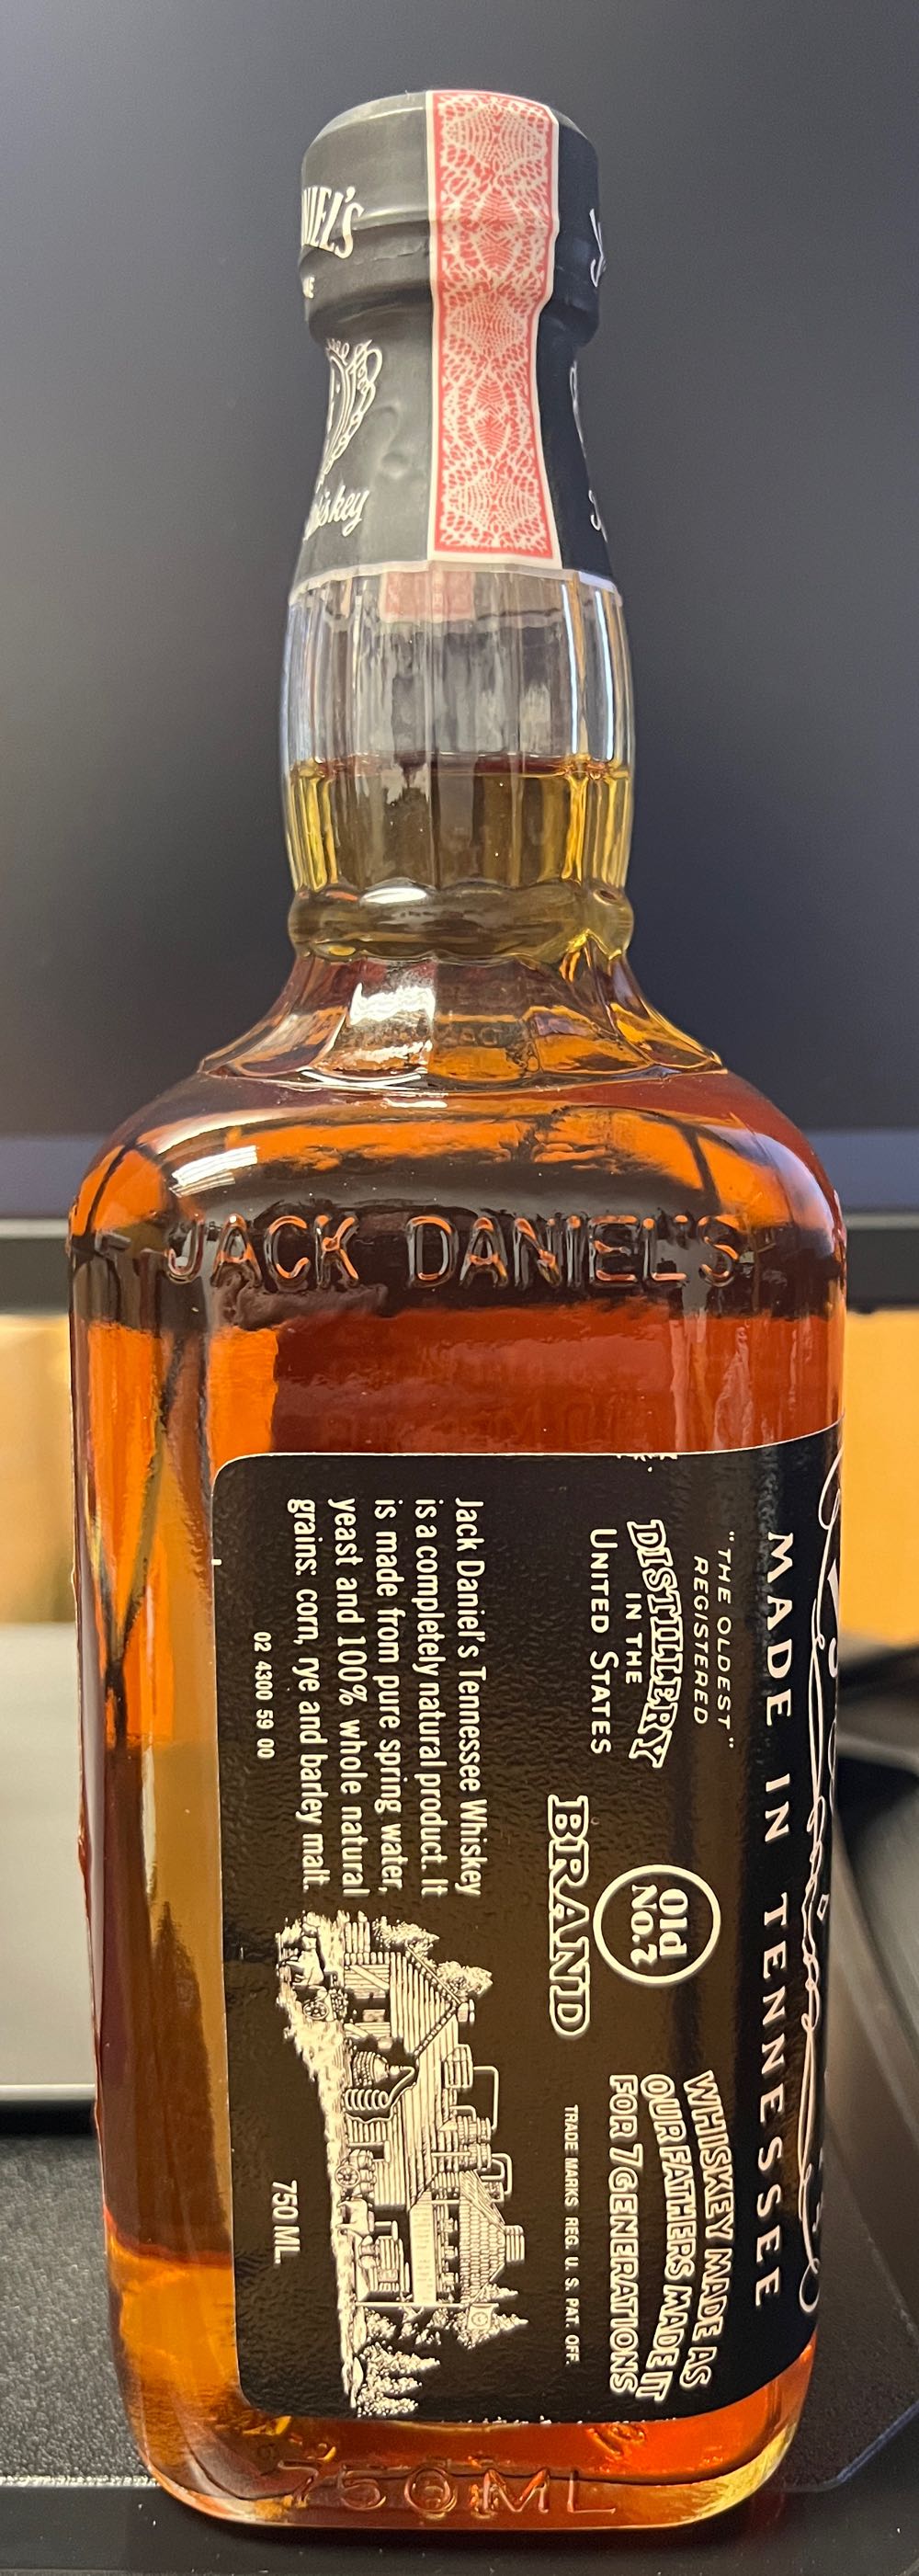 NIEL'S
JACK DANIEL'S
MADE IN TENNESSEE
"THE OLDEST"
REGISTERED
DISTILLERY
IN THE
UNITED STATES
Old
No. 7
BRAND
WHISKEY MADE AS
OUR FATHERS MADE IT
FOR 7 GENERATIONS
TRADE MARKS REG. U. S. PAT. OFF.
Jack Daniel's Tennessee Whiskey
is a completely natural product. It
is made from pure spring water,
yeast and 100% whole natural
grains: corn, rye and barley malt.
02 4300 59 00
750 ML.
750ML